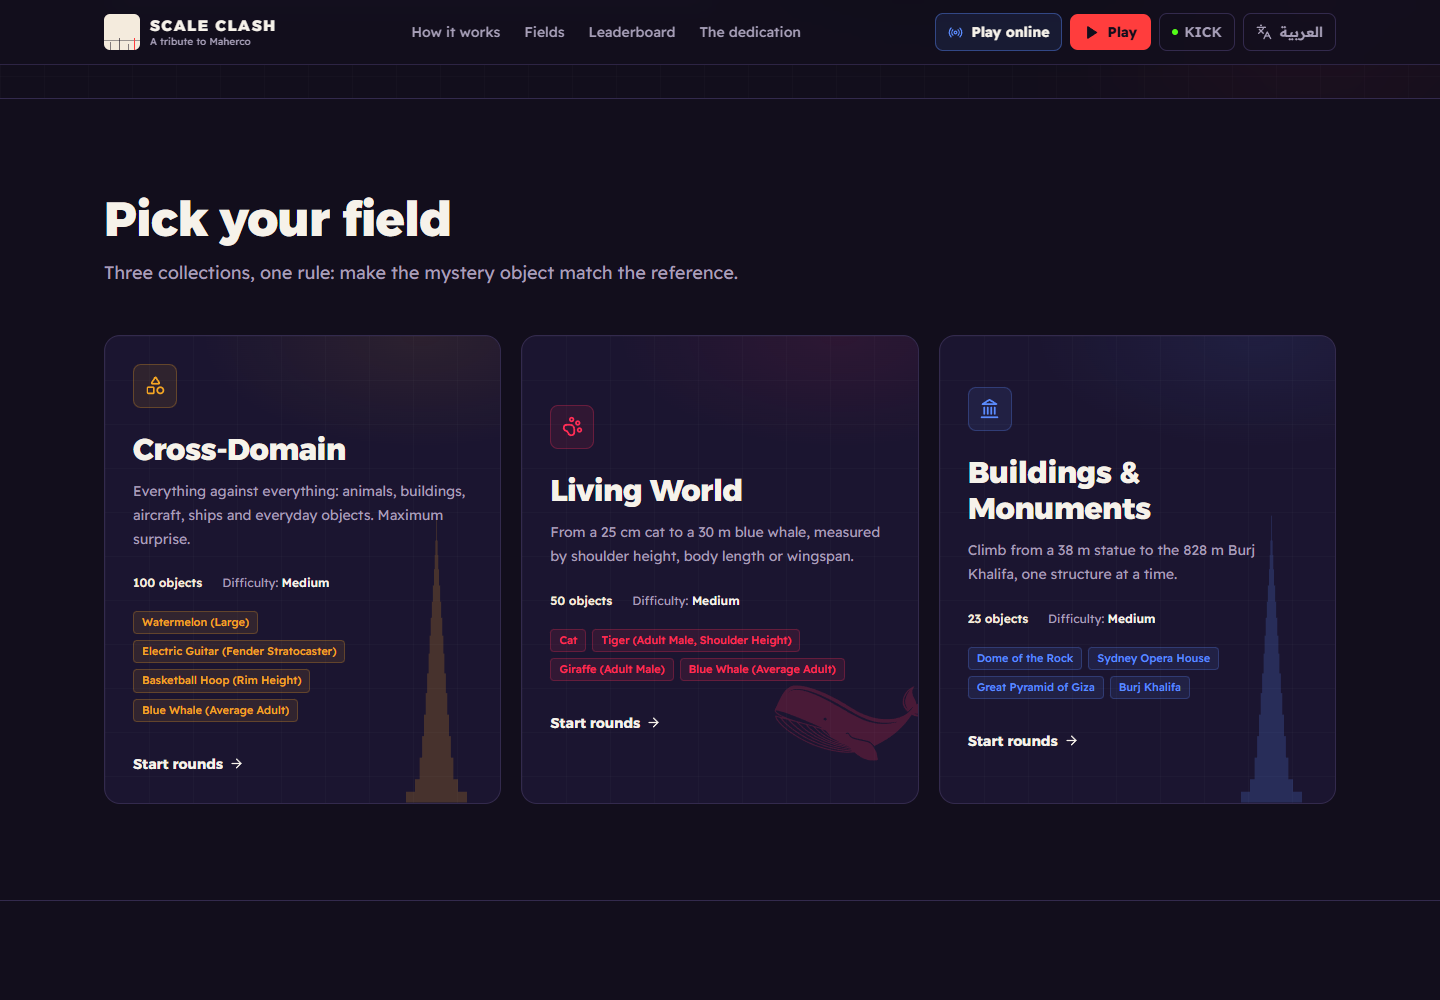 SCALE CLASH
A tribute to Maherco
How it works
Fields
Leaderboard
The dedication
Play online
Play
KICK
العربية
Pick your field
Three collections, one rule: make the mystery object match the reference.
Cross-Domain
Everything against everything: animals, buildings,
aircraft, ships and everyday objects. Maximum
surprise.
100 objects Difficulty: Medium
Watermelon (Large)
Electric Guitar (Fender Stratocaster)
Basketball Hoop (Rim Height)
Blue Whale (Average Adult)
Start rounds
Living World
From a 25 cm cat to a 30 m blue whale, measured
by shoulder height, body length or wingspan.
50 objects Difficulty: Medium
Cat Tiger (Adult Male, Shoulder Height)
Giraffe (Adult Male) Blue Whale (Average Adult)
Start rounds
Buildings &
Monuments
Climb from a 38 m statue to the 828 m Burj
Khalifa, one structure at a time.
23 objects Difficulty: Medium
Dome of the Rock Sydney Opera House
Great Pyramid of Giza Burj Khalifa
Start rounds